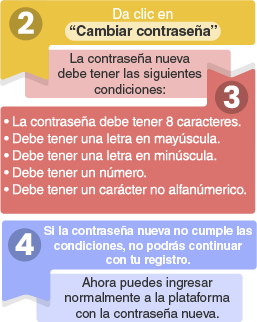 2
Da clic en
“Cambiar contraseña”
La contraseña nueva
debe tener las siguientes
condiciones:
3
• La contraseña debe tener 8 caracteres.
• Debe tener una letra en mayúscula.
• Debe tener una letra en minúscula.
• Debe tener un número.
• Debe tener un carácter no alfanúmerico.
4
Si la contraseña nueva no cumple las
condiciones, no podrás continuar
con tu registro.
Ahora puedes ingresar
normalmente a la plataforma
con la contraseña nueva.